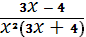 3x - 4
x²(3x + 4)